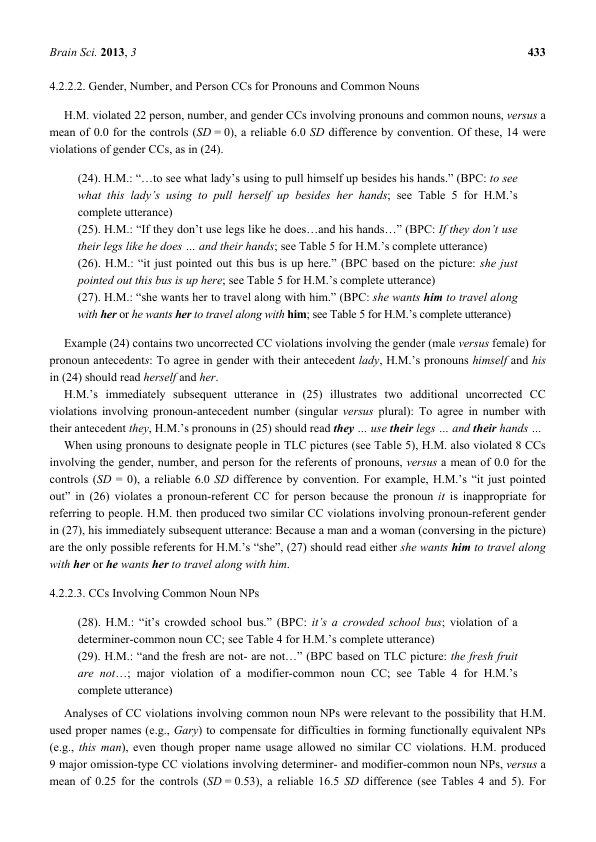 Brain Sci. 2013, 3 433
4.2.2.2. Gender, Number, and Person CCs for Pronouns and Common Nouns
H.M. violated 22 person, number, and gender CCs involving pronouns and common nouns, versus a
mean of 0.0 for the controls (SD = 0), a reliable 6.0 SD difference by convention. Of these, 14 were
violations of gender CCs, as in (24).
(24). H.M.: “…to see what lady’s using to pull himself up besides his hands.” (BPC: to see
what this lady’s using to pull herself up besides her hands; see Table 5 for H.M.’s
complete utterance)
(25). H.M.: “If they don’t use legs like he does…and his hands…” (BPC: If they don’t use
their legs like he does … and their hands; see Table 5 for H.M.’s complete utterance)
(26). H.M.: “it just pointed out this bus is up here.” (BPC based on the picture: she just
pointed out this bus is up here; see Table 5 for H.M.’s complete utterance)
(27). H.M.: “she wants her to travel along with him.” (BPC: she wants him to travel along
with her or he wants her to travel along with him; see Table 5 for H.M.’s complete utterance)
Example (24) contains two uncorrected CC violations involving the gender (male versus female) for
pronoun antecedents: To agree in gender with their antecedent lady, H.M.’s pronouns himself and his
in (24) should read herself and her.
H.M.’s immediately subsequent utterance in (25) illustrates two additional uncorrected CC
violations involving pronoun-antecedent number (singular versus plural): To agree in number with
their antecedent they, H.M.’s pronouns in (25) should read they … use their legs … and their hands …
When using pronouns to designate people in TLC pictures (see Table 5), H.M. also violated 8 CCs
involving the gender, number, and person for the referents of pronouns, versus a mean of 0.0 for the
controls (SD = 0), a reliable 6.0 SD difference by convention. For example, H.M.’s “it just pointed
out” in (26) violates a pronoun-referent CC for person because the pronoun it is inappropriate for
referring to people. H.M. then produced two similar CC violations involving pronoun-referent gender
in (27), his immediately subsequent utterance: Because a man and a woman (conversing in the picture)
are the only possible referents for H.M.’s “she”, (27) should read either she wants him to travel along
with her or he wants her to travel along with him.
4.2.2.3. CCs Involving Common Noun NPs
(28). H.M.: “it’s crowded school bus.” (BPC: it’s a crowded school bus; violation of a
determiner-common noun CC; see Table 4 for H.M.’s complete utterance)
(29). H.M.: “and the fresh are not- are not…” (BPC based on TLC picture: the fresh fruit
are not…; major violation of a modifier-common noun CC; see Table 4 for H.M.’s
complete utterance)
Analyses of CC violations involving common noun NPs were relevant to the possibility that H.M.
used proper names (e.g., Gary) to compensate for difficulties in forming functionally equivalent NPs
(e.g., this man), even though proper name usage allowed no similar CC violations. H.M. produced
9 major omission-type CC violations involving determiner- and modifier-common noun NPs, versus a
mean of 0.25 for the controls (SD = 0.53), a reliable 16.5 SD difference (see Tables 4 and 5). For